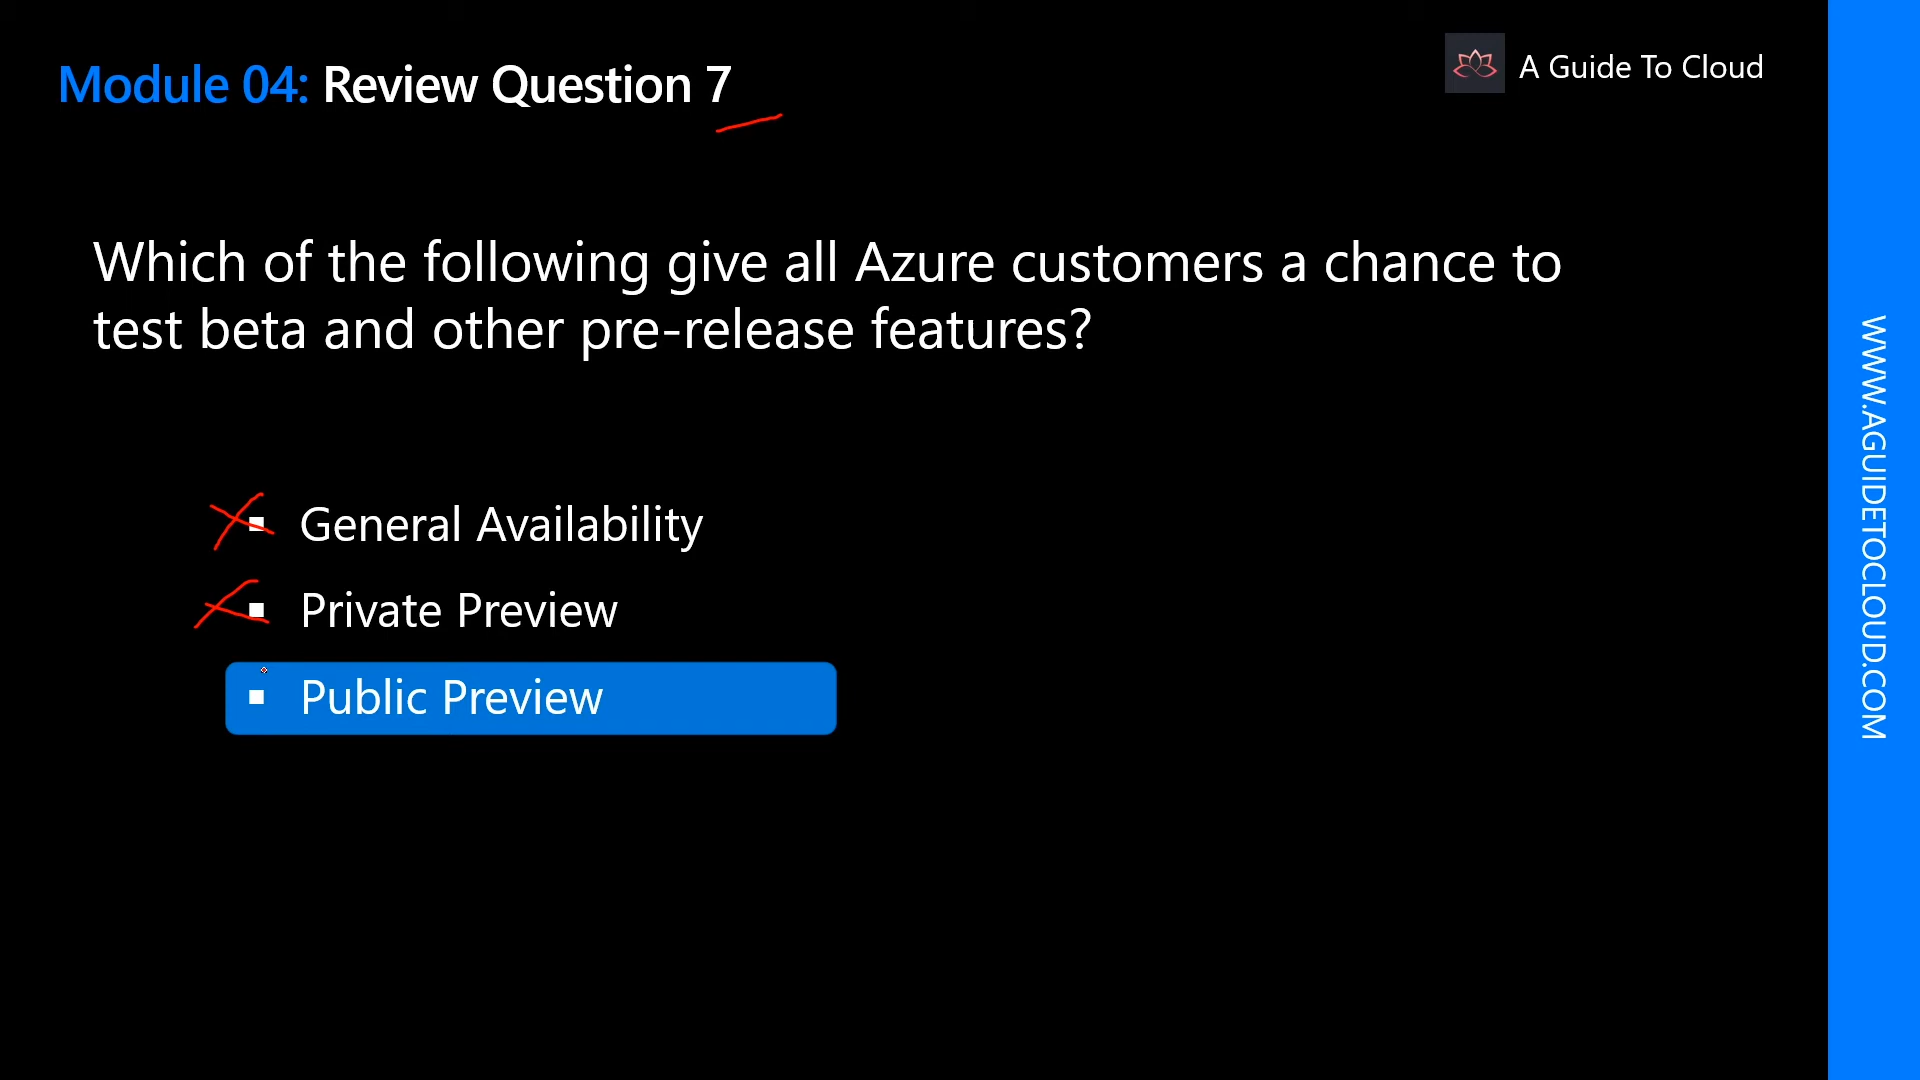 Module 04: Review Question 7
A Guide To Cloud
Which of the following give all Azure customers a chance to
test beta and other pre-release features?
▪ General Availability
▪ Private Preview
▪ Public Preview
WWW.AGUIDETOCLOUD.COM